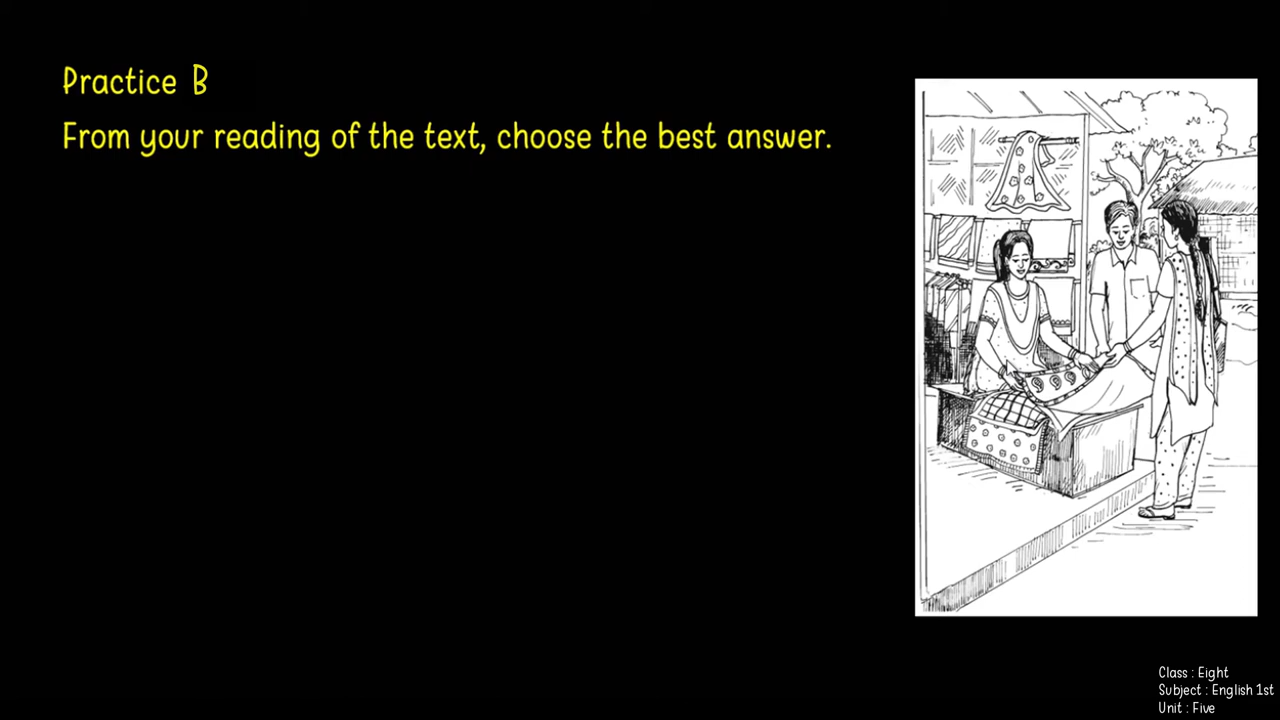 Practice B
From your reading of the text, choose the best answer.
Class : Eight
Subject : English 1st
Unit : Five